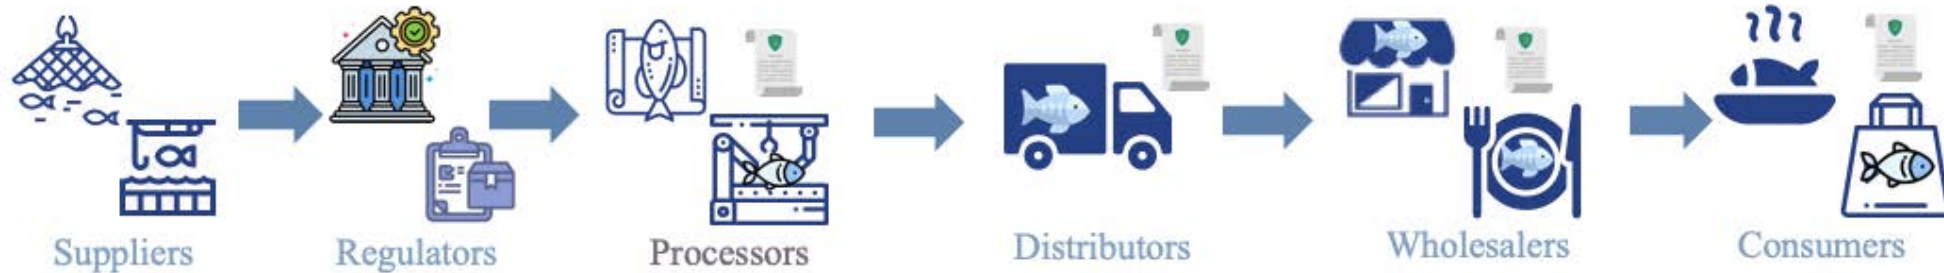 Suppliers
Regulators
Processors
Distributors
Wholesalers
Consumers